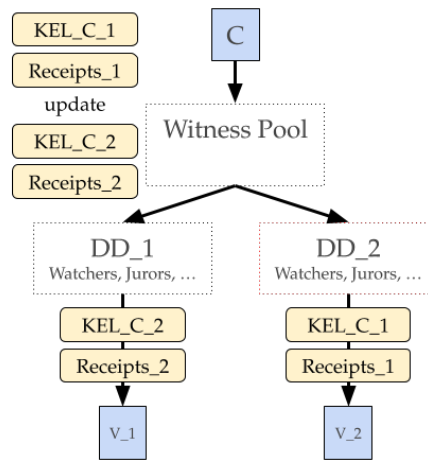 KEL_C_1
Receipts_1
update
KEL_C_2
Receipts_2
C
Witness Pool
DD_1
Watchers, Jurors, …
KEL_C_2
Receipts_2
V_1
DD_2
Watchers, Jurors, …
KEL_C_1
Receipts_1
V_2